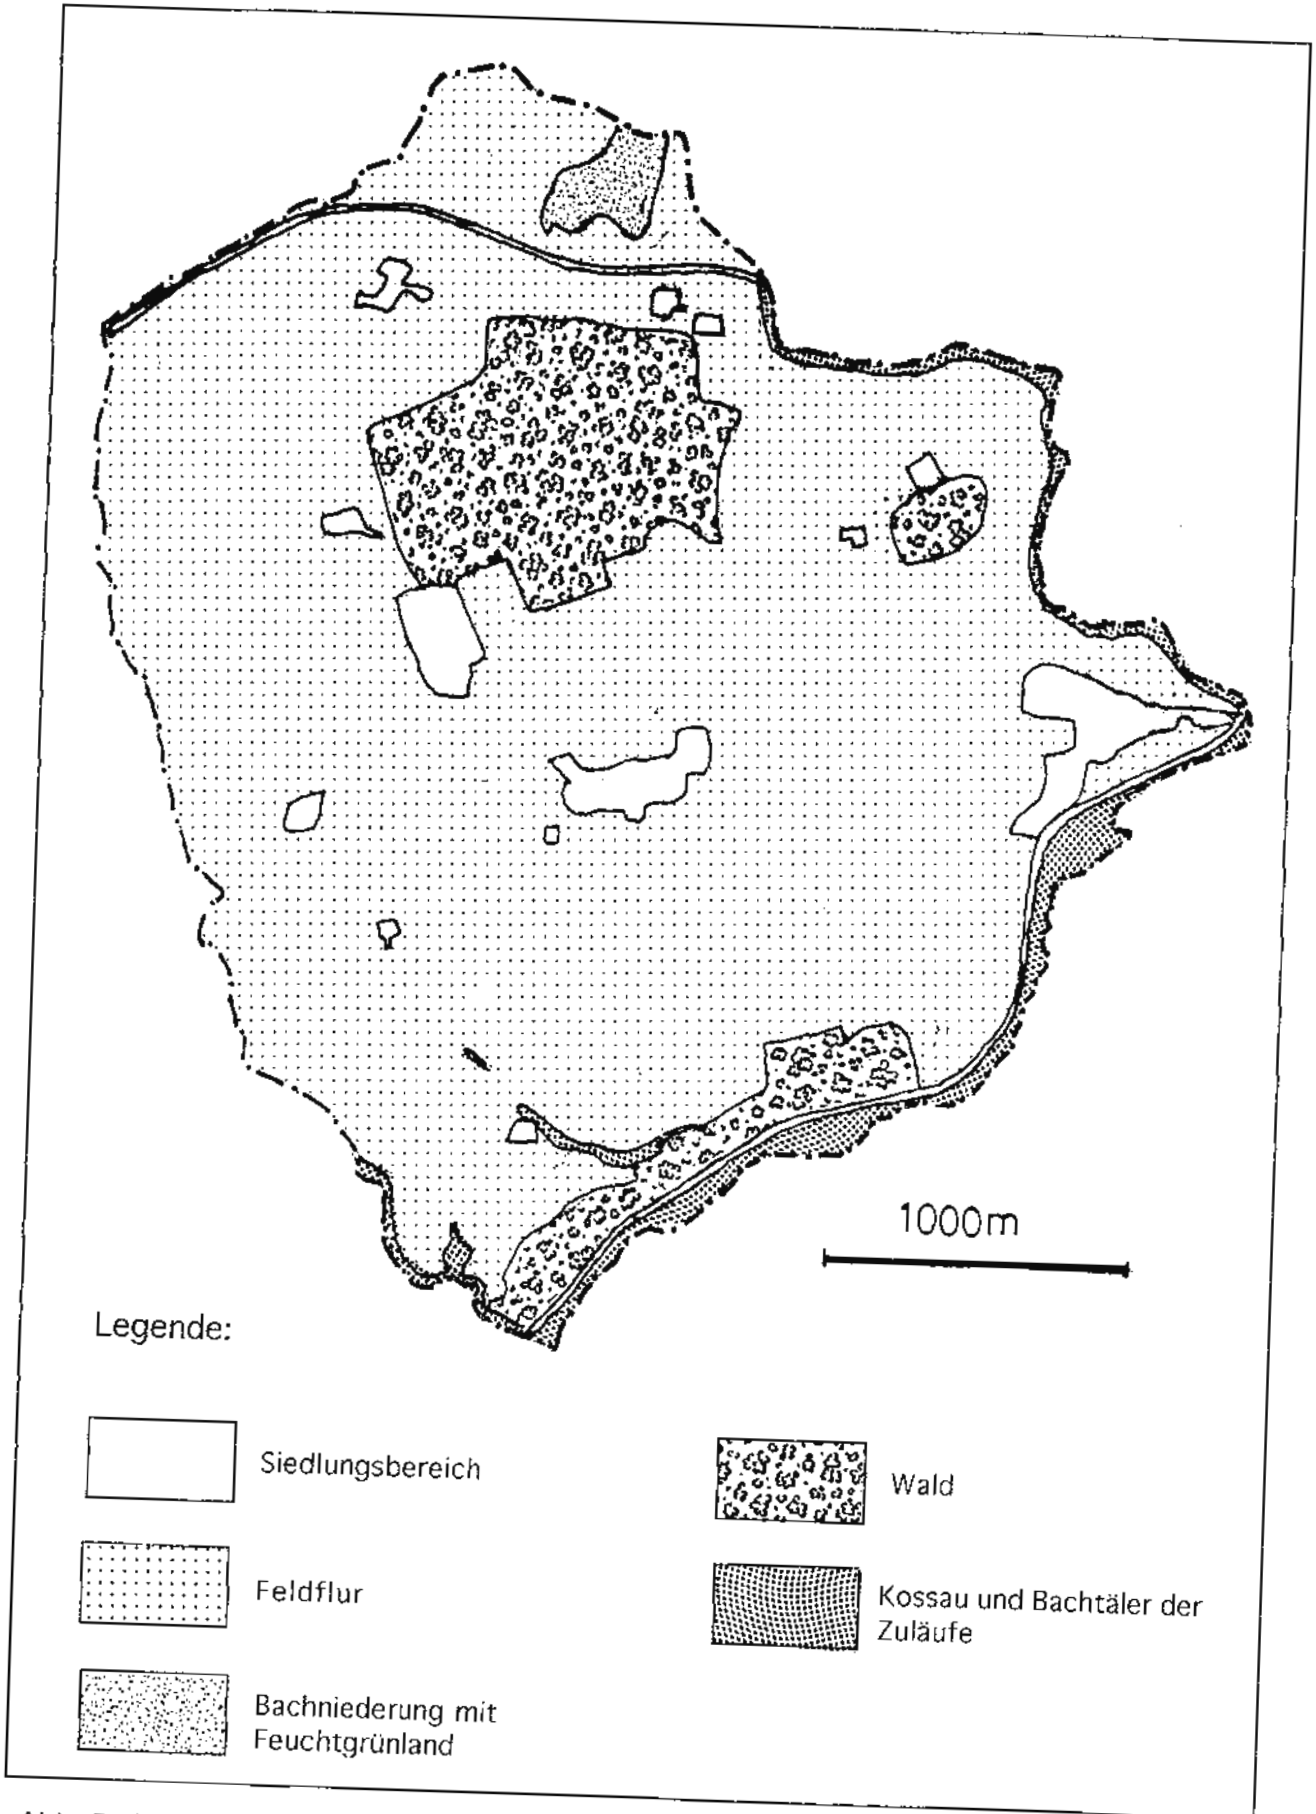 1000m
Legende:
Siedlungsbereich
Feldflur
Bachniederung mit
Feuchtgrünland
Wald
Kossau und Bachtäler der
Zuläufe